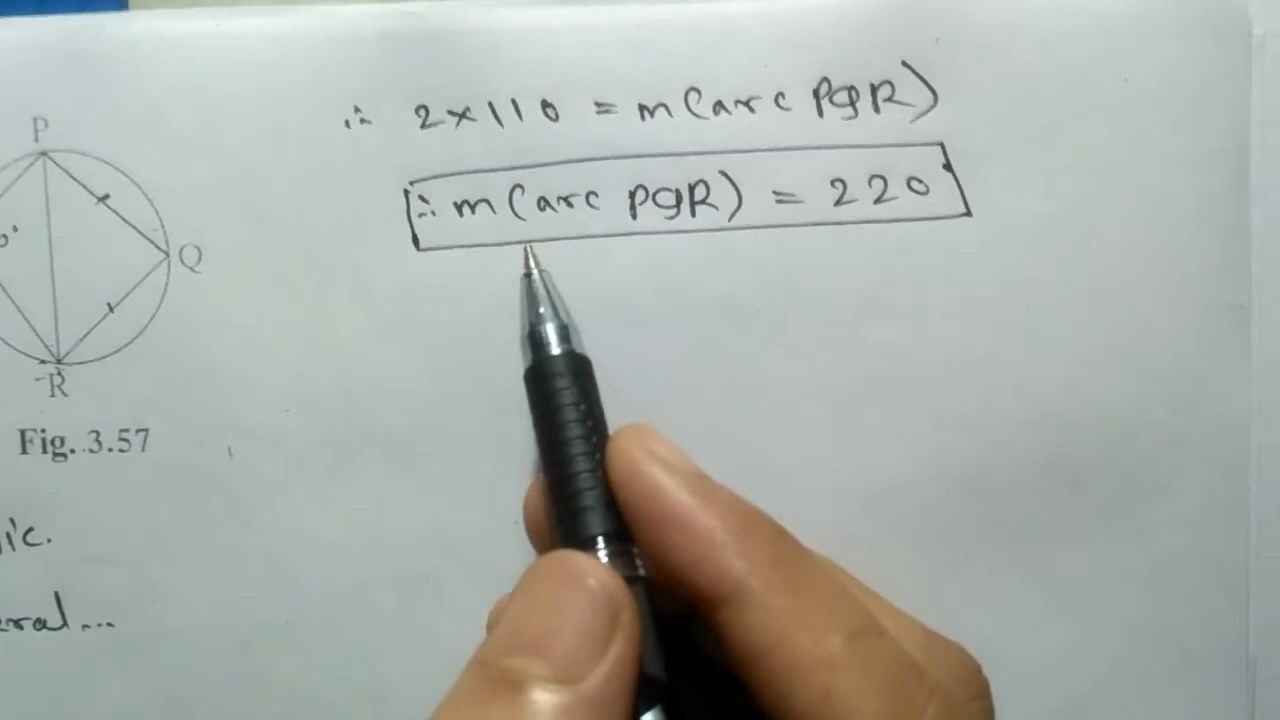 ∴ 2×110 = m(arc PQR)
∴ m(arc PQR) = 220
P
Q
R
Fig. 3.57